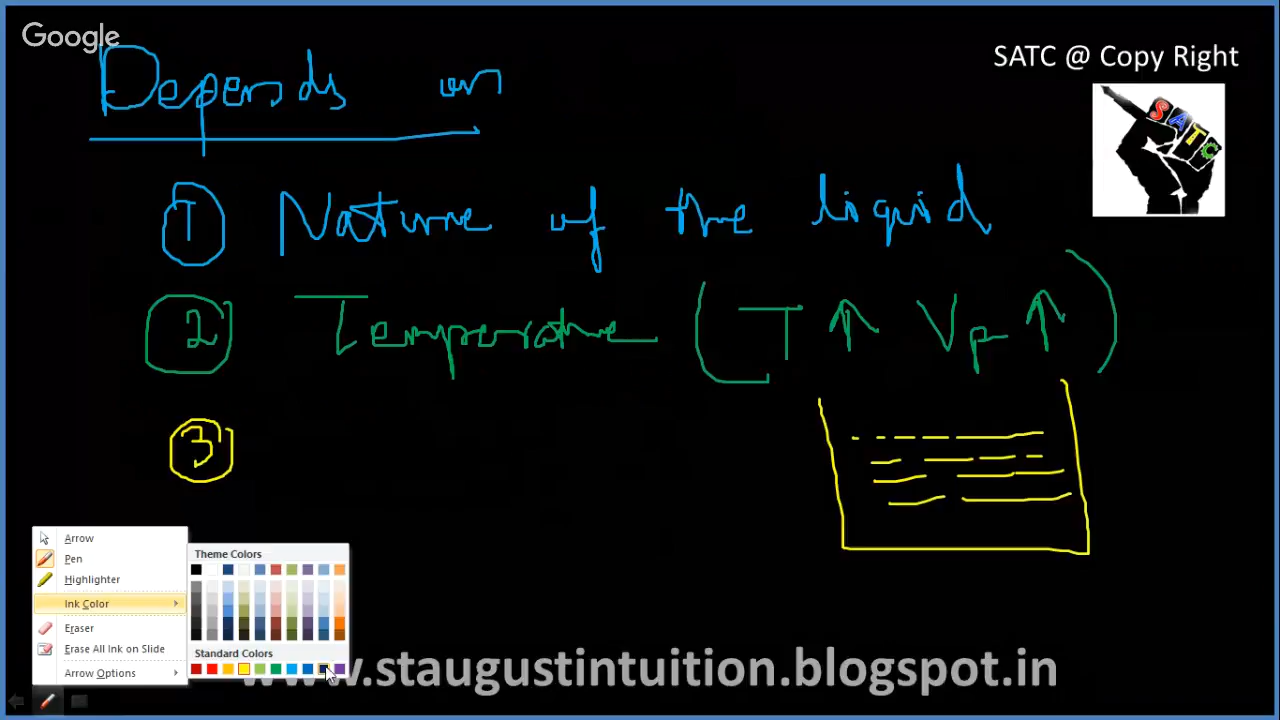 Google
SATC @ Copy Right
SATC
Depends on
1 Nature of the liquid
2 Temperature ( T ↑ Vp ↑ )
3
Arrow
Pen
Highlighter
Ink Color
Eraser
Erase All Ink on Slide
Arrow Options
Theme Colors
Standard Colors
www.staugustintuition.blogspot.in